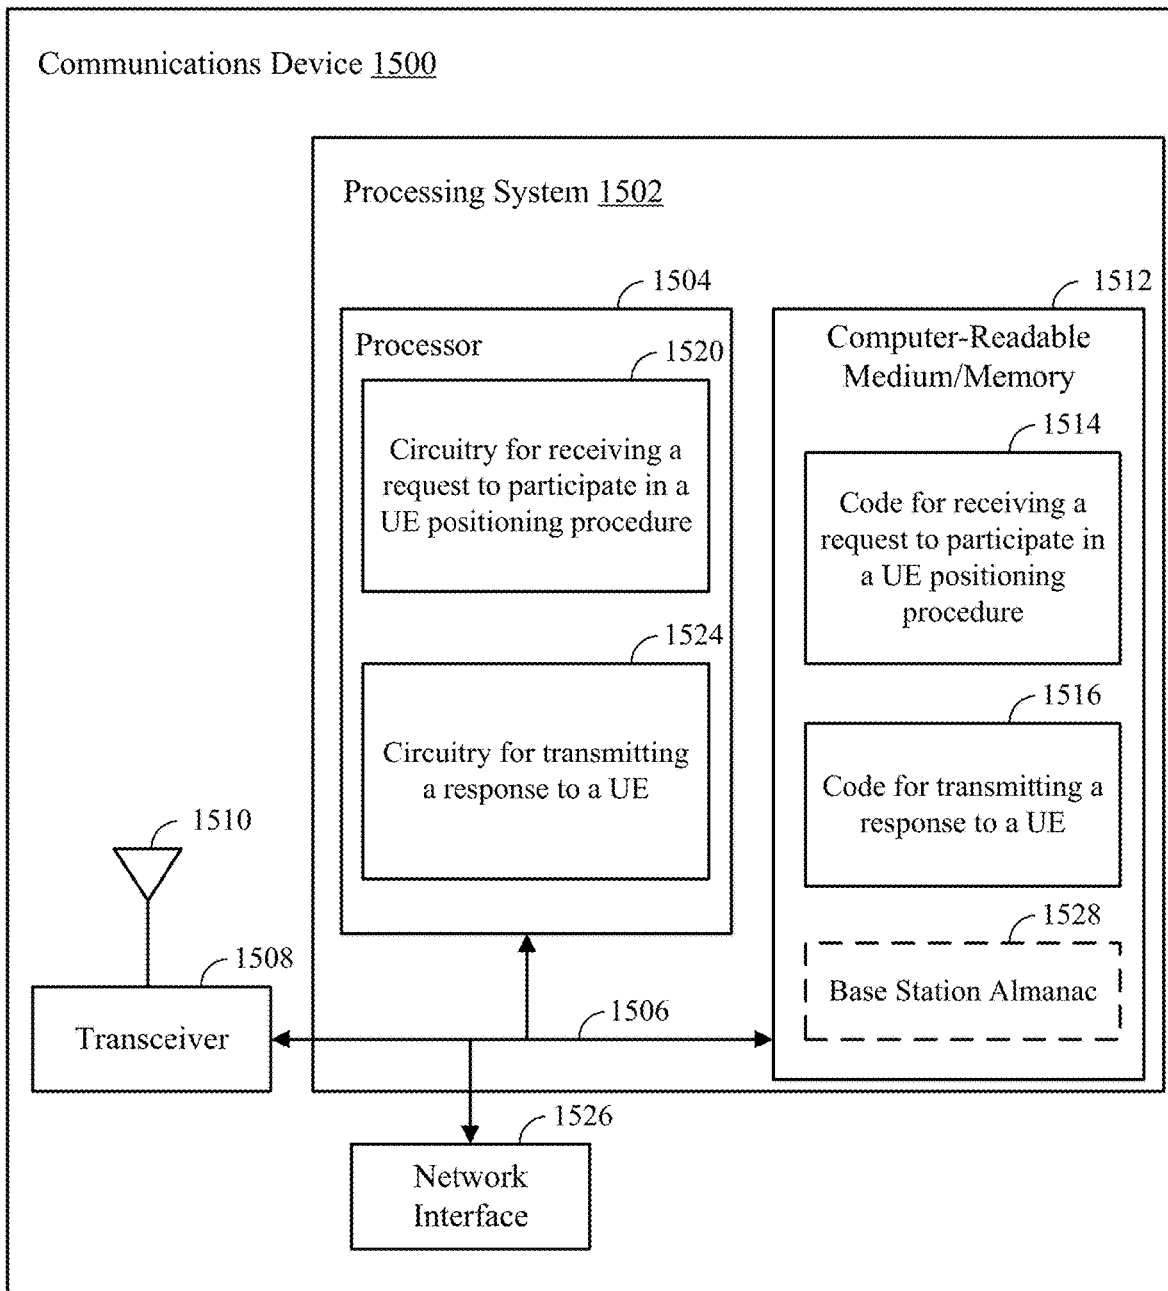 Communications Device 1500
Processing System 1502
1504
Processor
1520
Circuitry for receiving a
request to participate in a
UE positioning procedure
1524
Circuitry for transmitting
a response to a UE
1512
Computer-Readable
Medium/Memory
1514
Code for receiving a
request to participate in
a UE positioning
procedure
1516
Code for transmitting a
response to a UE
1528
Base Station Almanac
1510
1508
Transceiver
1506
1526
Network
Interface